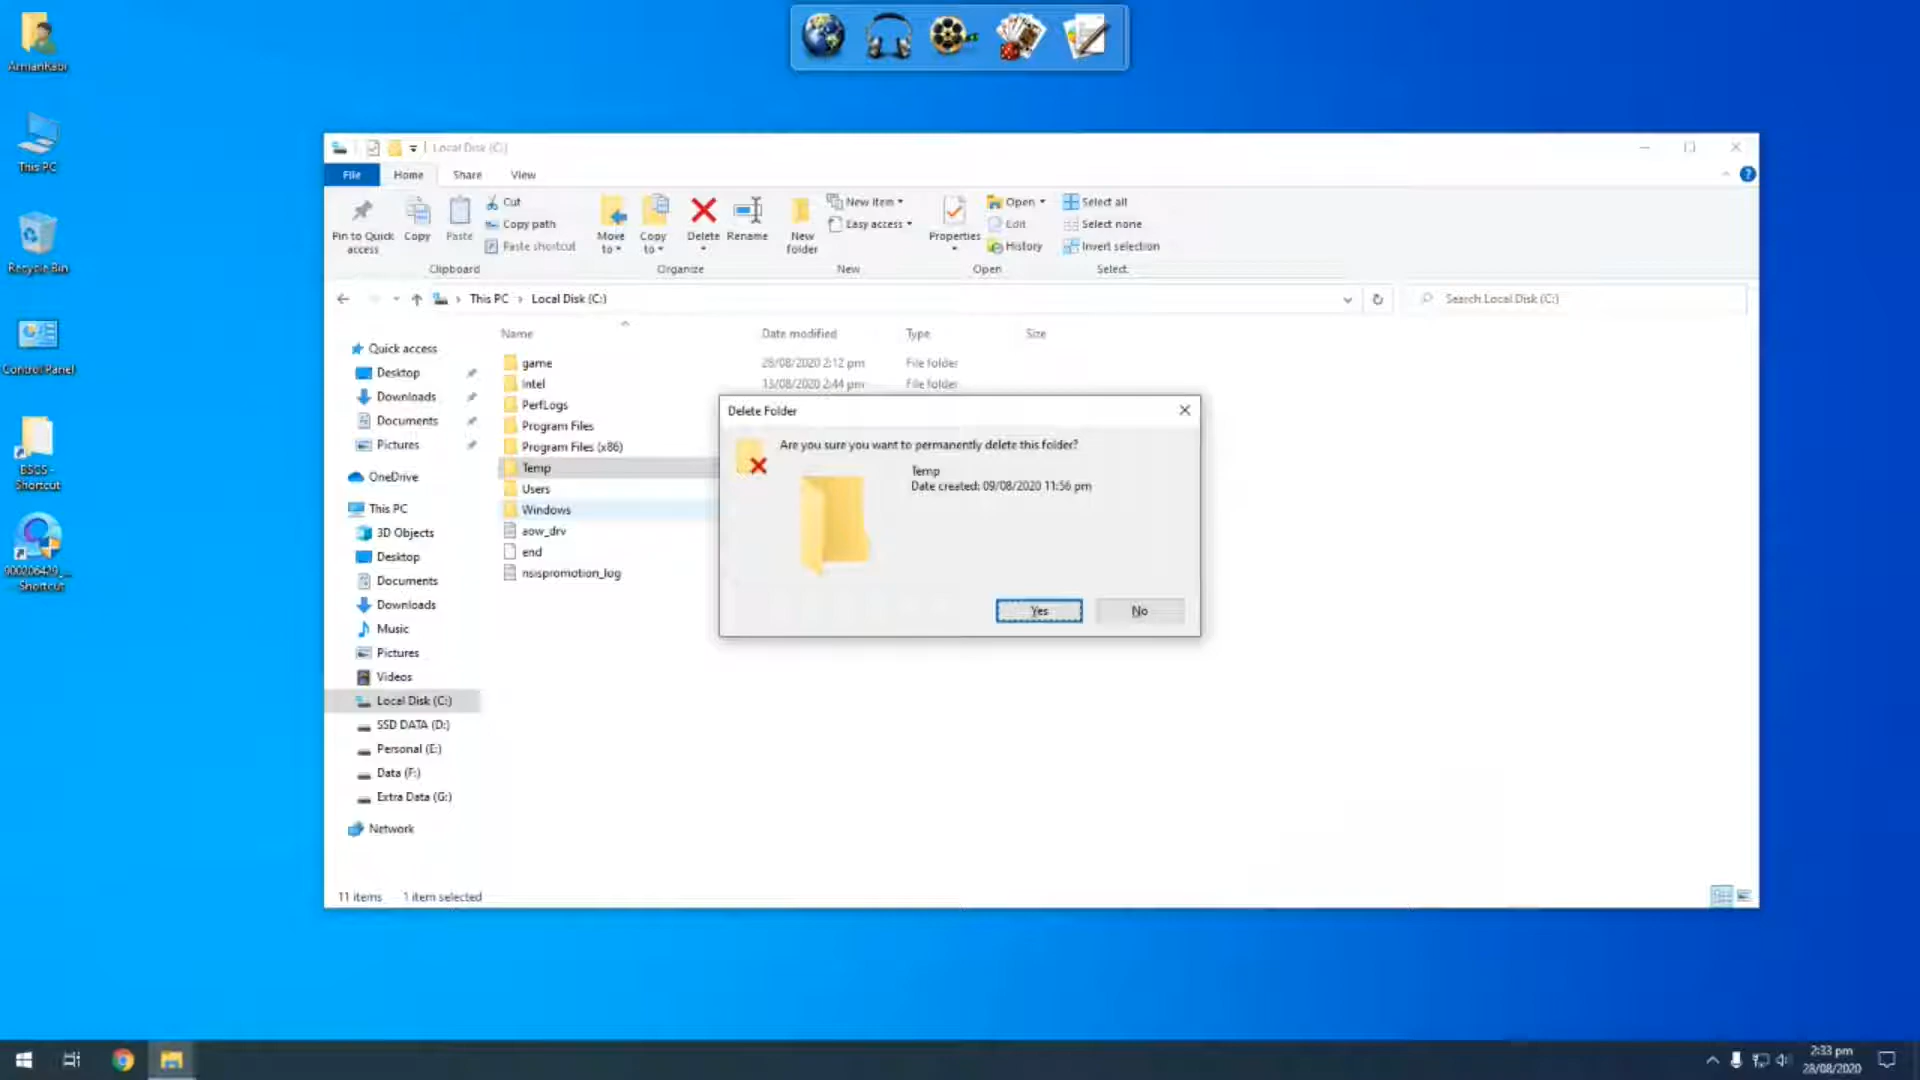 ArmanKabi
This PC
Recycle Bin
Control Panel
Shortcut
Shortcut
Local Disk (C:)
File
Home
Share
View
Pin to Quick access
Copy
Paste
Cut
Copy path
Paste shortcut
Clipboard
Move to
Copy to
Delete
Rename
Organize
New folder
New item
Easy access
New
Properties
Open
Edit
History
Open
Select all
Select none
Invert selection
Select
This PC
Local Disk (C:)
Search Local Disk (C:)
Quick access
Desktop
Downloads
Documents
Pictures
OneDrive
This PC
3D Objects
Desktop
Documents
Downloads
Music
Pictures
Videos
Local Disk (C:)
SSD DATA (D:)
Personal (E:)
Data (F:)
Extra Data (G:)
Network
Name Date modified Type Size
game 28/08/2020 2:12 pm File folder
Intel 13/08/2020 2:44 pm File folder
PerfLogs
Program Files
Program Files (x86)
Temp
Users
Windows
aow_drv
end
nsispromotion_log
Delete Folder
Are you sure you want to permanently delete this folder?
Temp
Date created: 09/08/2020 11:56 pm
Yes
No
11 items 1 item selected
2:33 pm
28/08/2020